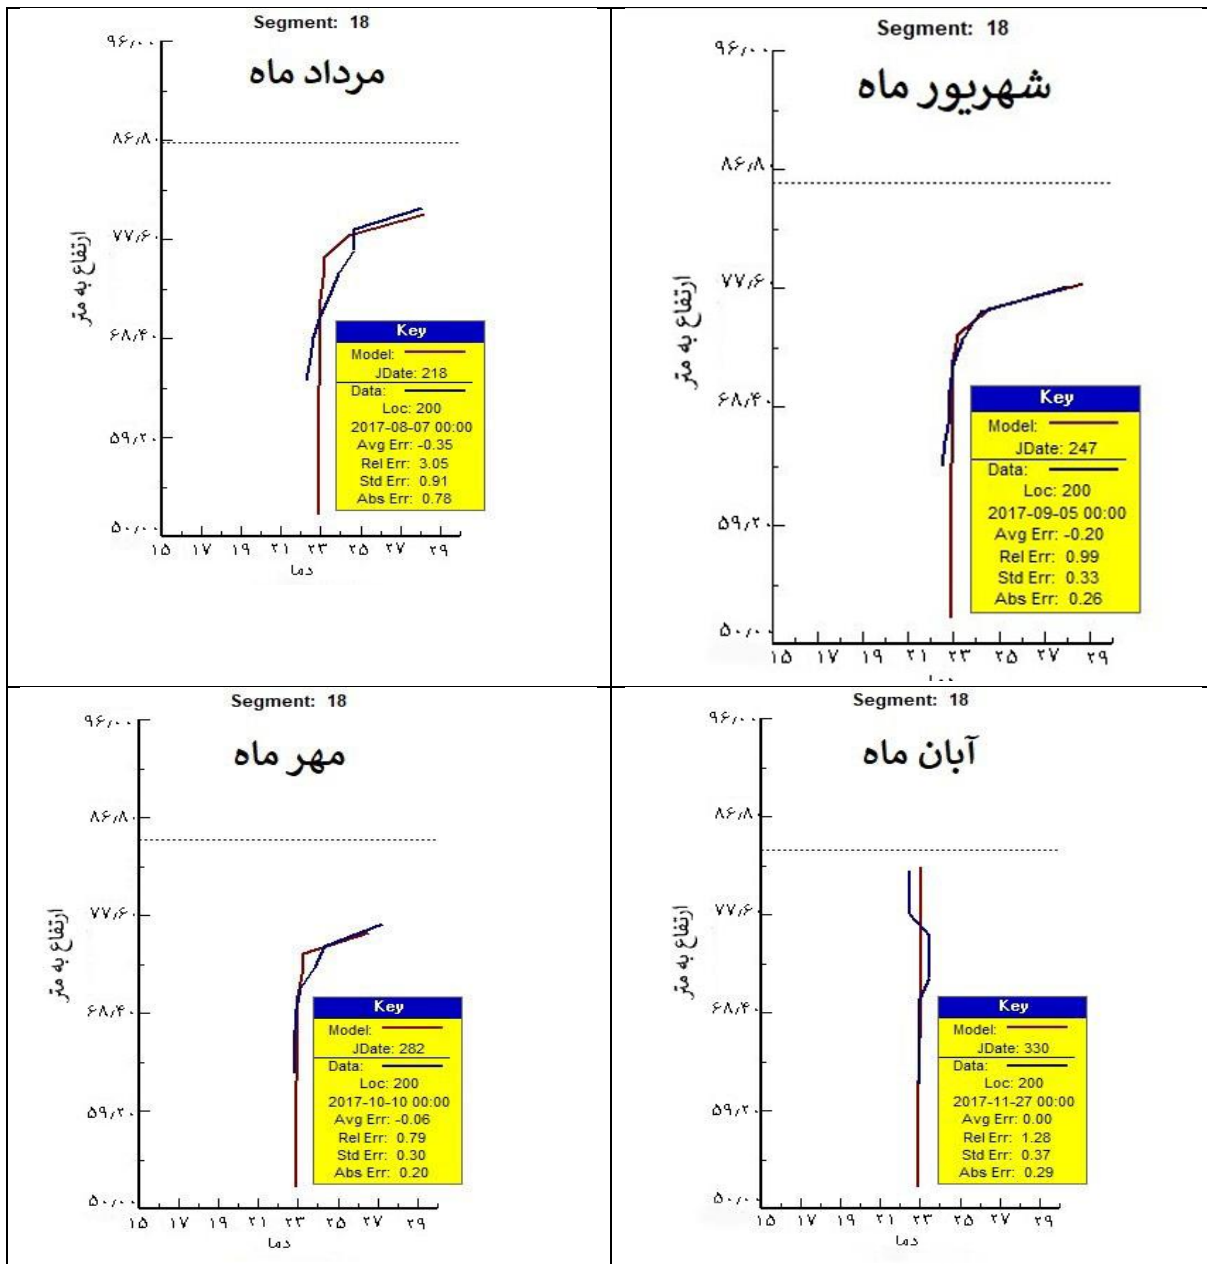 Segment: 18
مرداد ماه
۹۶٫۰۰
۸۶٫۸۰
۷۷٫۶۰
۶۸٫۴۰
۵۹٫۲۰
۵۰٫۰۰
ارتفاع به متر
۱۵ ۱۷ ۱۹ ۲۱ ۲۳ ۲۵ ۲۷ ۲۹
دما
Key
Model:
JDate: 218
Data:
Loc: 200
2017-08-07 00:00
Avg Err: -0.35
Rel Err: 3.05
Std Err: 0.91
Abs Err: 0.78
Segment: 18
شهریور ماه
۹۶٫۰۰
۸۶٫۸۰
۷۷٫۶۰
۶۸٫۴۰
۵۹٫۲۰
۵۰٫۰۰
ارتفاع به متر
۱۵ ۱۷ ۱۹ ۲۱ ۲۳ ۲۵ ۲۷ ۲۹
دما
Key
Model:
JDate: 247
Data:
Loc: 200
2017-09-05 00:00
Avg Err: -0.20
Rel Err: 0.99
Std Err: 0.33
Abs Err: 0.26
Segment: 18
مهر ماه
۹۶٫۰۰
۸۶٫۸۰
۷۷٫۶۰
۶۸٫۴۰
۵۹٫۲۰
۵۰٫۰۰
ارتفاع به متر
۱۵ ۱۷ ۱۹ ۲۱ ۲۳ ۲۵ ۲۷ ۲۹
دما
Key
Model:
JDate: 282
Data:
Loc: 200
2017-10-10 00:00
Avg Err: -0.06
Rel Err: 0.79
Std Err: 0.30
Abs Err: 0.20
Segment: 18
آبان ماه
۹۶٫۰۰
۸۶٫۸۰
۷۷٫۶۰
۶۸٫۴۰
۵۹٫۲۰
۵۰٫۰۰
ارتفاع به متر
۱۵ ۱۷ ۱۹ ۲۱ ۲۳ ۲۵ ۲۷ ۲۹
دما
Key
Model:
JDate: 330
Data:
Loc: 200
2017-11-27 00:00
Avg Err: 0.00
Rel Err: 1.28
Std Err: 0.37
Abs Err: 0.29